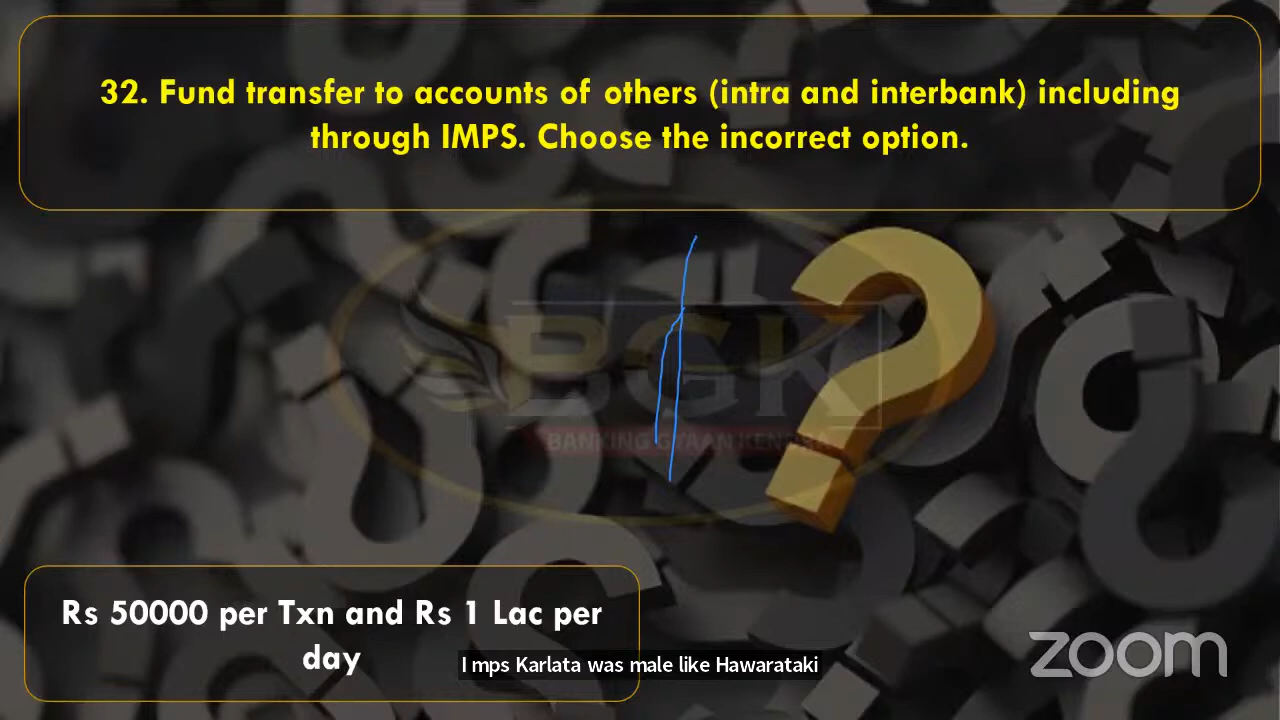 32. Fund transfer to accounts of others (intra and interbank) including
through IMPS. Choose the incorrect option.
BGK
BANKING GYAAN KENDRA
Rs 50000 per Txn and Rs 1 Lac per
day
I mps Karlata was male like Hawarataki
zoom